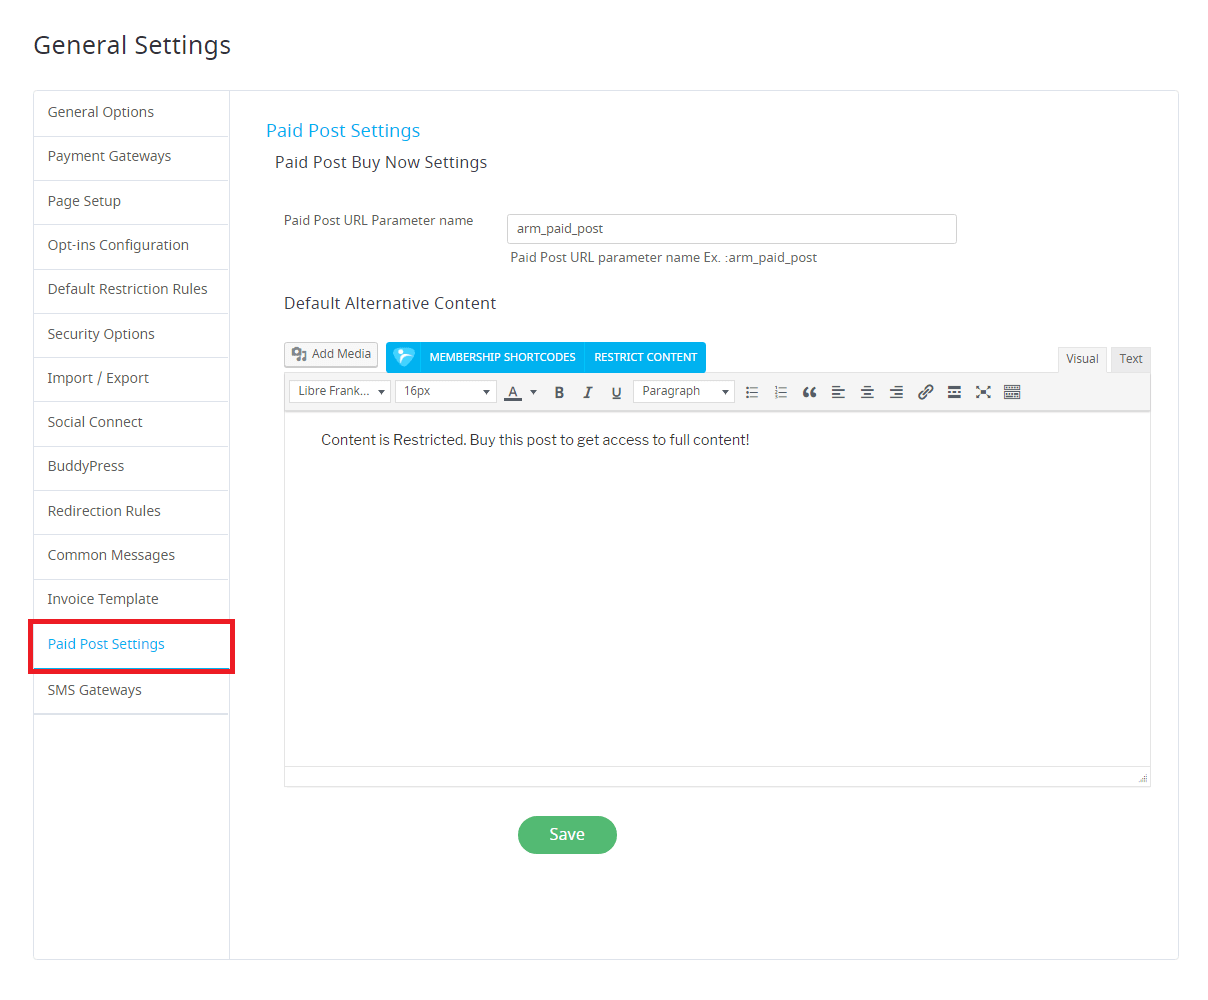 General Settings
General Options
Payment Gateways
Page Setup
Opt-ins Configuration
Default Restriction Rules
Security Options
Import / Export
Social Connect
BuddyPress
Redirection Rules
Common Messages
Invoice Template
Paid Post Settings
SMS Gateways
Paid Post Settings
Paid Post Buy Now Settings
Paid Post URL Parameter name
arm_paid_post
Paid Post URL parameter name Ex. :arm_paid_post
Default Alternative Content
Add Media MEMBERSHIP SHORTCODES RESTRICT CONTENT Visual Text
Libre Frank... 16px A B I U Paragraph
Content is Restricted. Buy this post to get access to full content!
Save